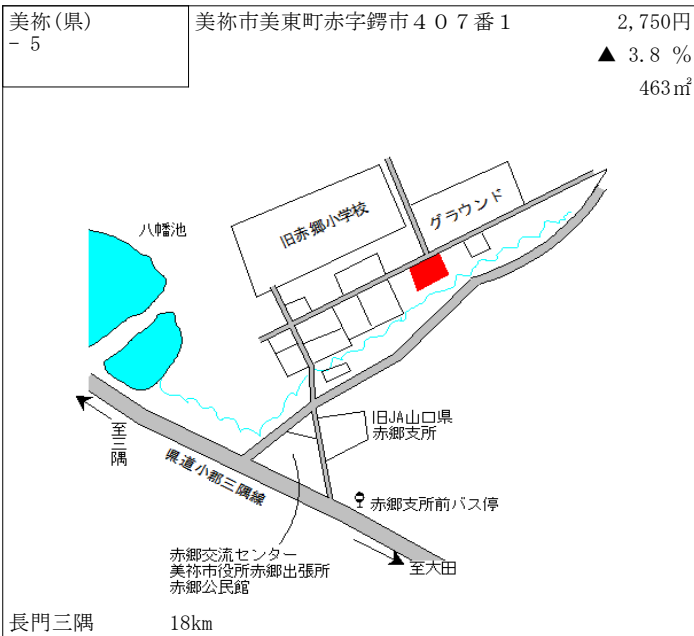 美祢(県)
－5
美祢市美東町赤字鍔市４０７番１
2,750円
▲ 3.8 %
463㎡
八幡池
旧赤郷小学校
グラウンド
至三隅
県道小郡三隅線
旧JA山口県
赤郷支所
赤郷支所前バス停
赤郷交流センター
美祢市役所赤郷出張所
赤郷公民館
至大田
長門三隅
18km